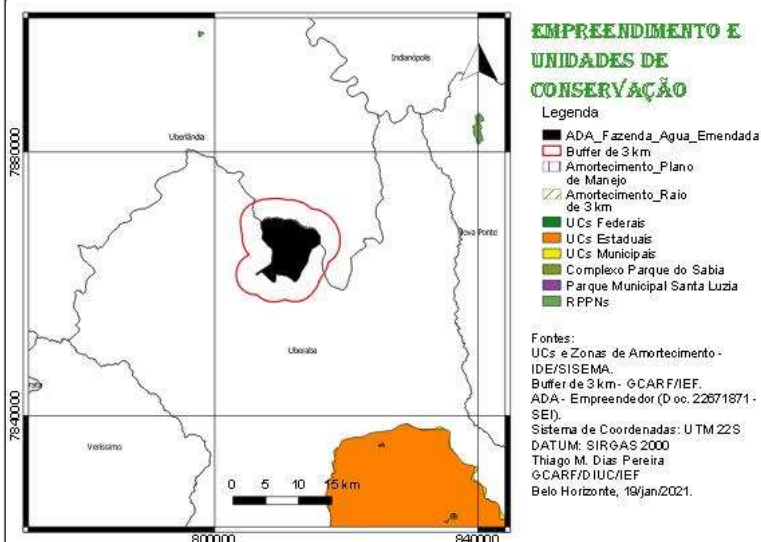 EMPREENDIMENTO E
UNIDADES DE
CONSERVAÇÃO
Legenda
ADA_Fazenda_Agua_Emendada
Buffer de 3 km
Amortecimento_Plano
de Manejo
Amortecimento_Raio
de 3 km
UCs Federais
UCs Estaduais
UCs Municipais
Complexo Parque do Sabia
Parque Municipal Santa Luzia
RPPNs
Fontes:
UCs e Zonas de Amortecimento -
IDE/SISEMA.
Buffer de 3 km - GCARF/IEF.
ADA - Empreendedor (Doc. 22671871 -
SEI).
Sistema de Coordenadas: UTM 22S
DATUM: SIRGAS 2000
Thiago M. Dias Pereira
GCARF/DIUC/IEF
Belo Horizonte, 19/jan/2021.
Indianópolis
Uberlândia
7880000
Nova Ponte
Uberaba
7840000
Veríssimo
0 5 10 15 km
800000
840000